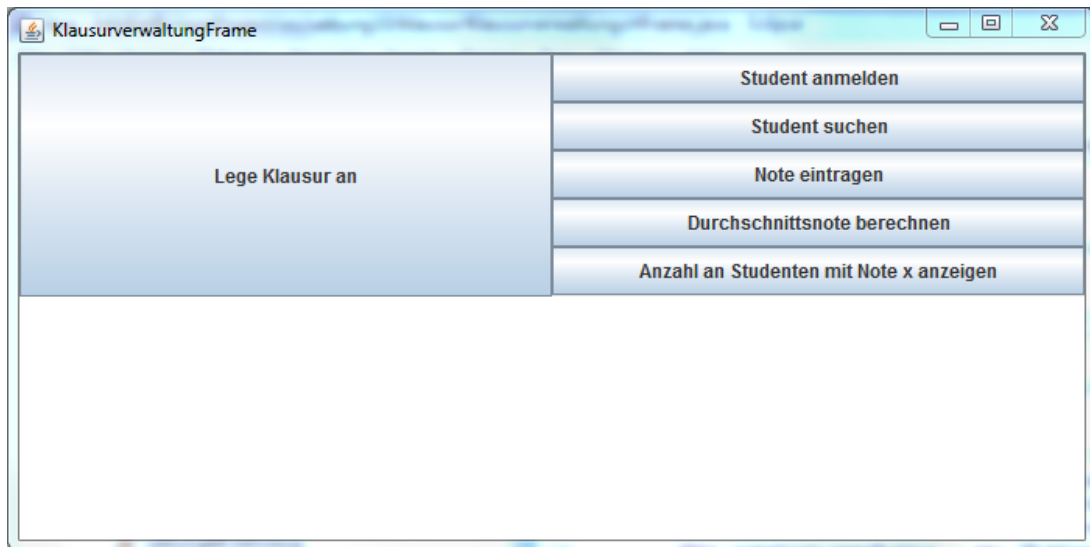 KlausurverwaltungFrame
Lege Klausur an
Student anmelden
Student suchen
Note eintragen
Durchschnittsnote berechnen
Anzahl an Studenten mit Note x anzeigen